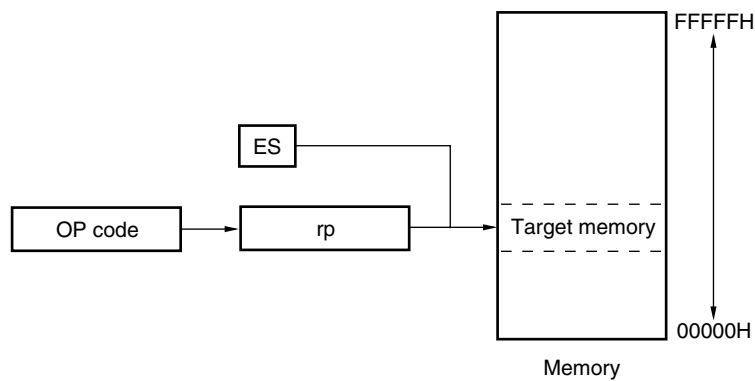 FFFFFH
ES
OP code
rp
Target memory
00000H
Memory